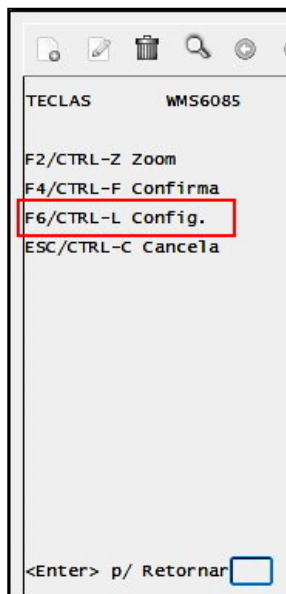 TECLAS WMS6085
F2/CTRL-Z Zoom
F4/CTRL-F Confirma
F6/CTRL-L Config.
ESC/CTRL-C Cancela
<Enter> p/ Retornar